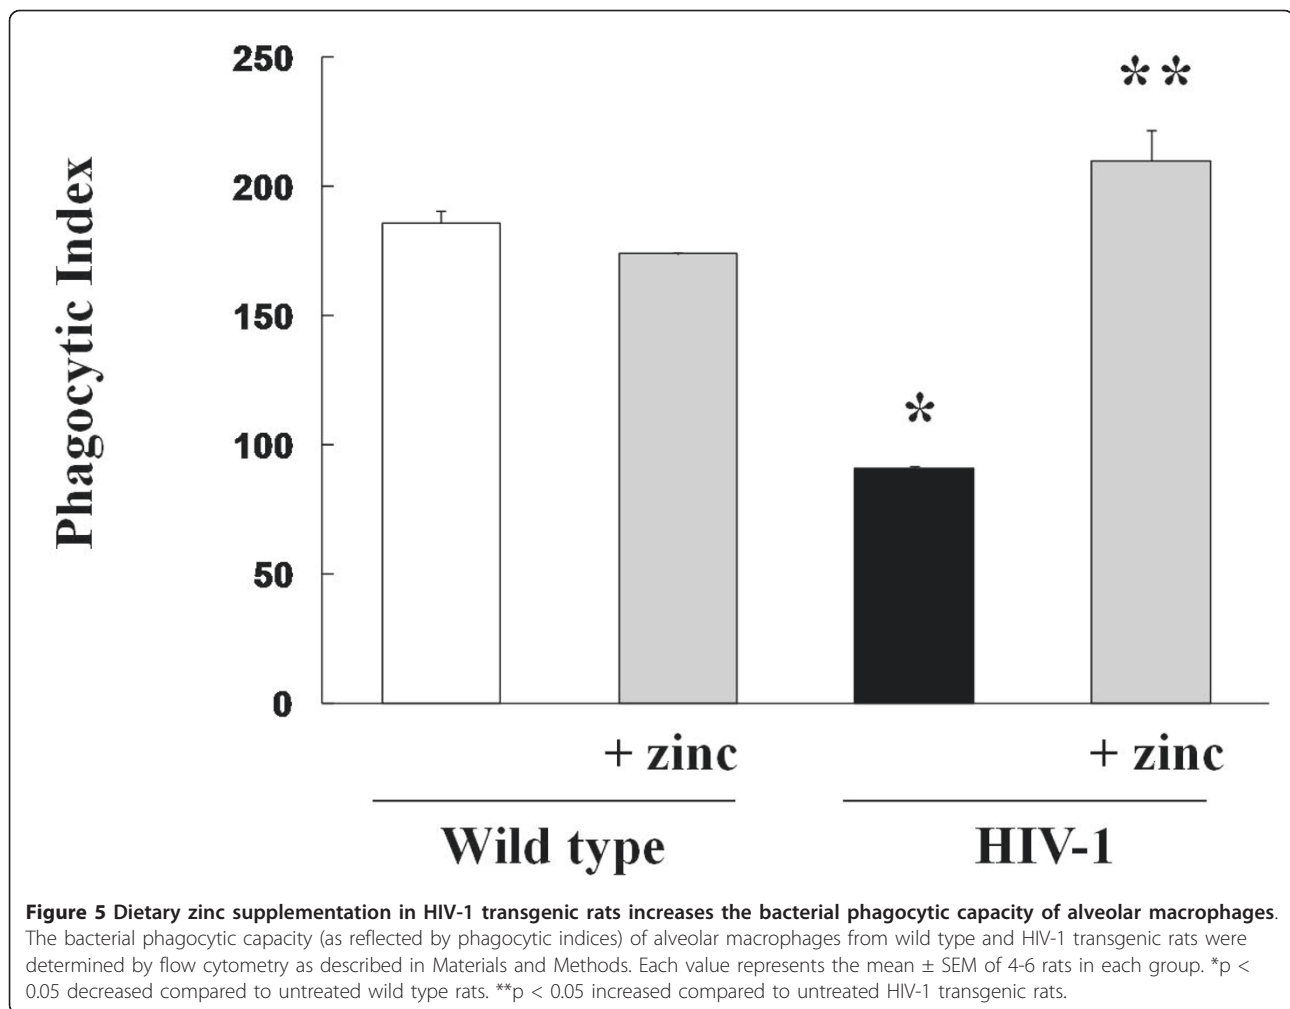 250
200
150
100
50
0
Phagocytic Index
*
**
+ zinc
+ zinc
Wild type
HIV-1
Figure 5 Dietary zinc supplementation in HIV-1 transgenic rats increases the bacterial phagocytic capacity of alveolar macrophages.
The bacterial phagocytic capacity (as reflected by phagocytic indices) of alveolar macrophages from wild type and HIV-1 transgenic rats were
determined by flow cytometry as described in Materials and Methods. Each value represents the mean ± SEM of 4-6 rats in each group. *p <
0.05 decreased compared to untreated wild type rats. **p < 0.05 increased compared to untreated HIV-1 transgenic rats.